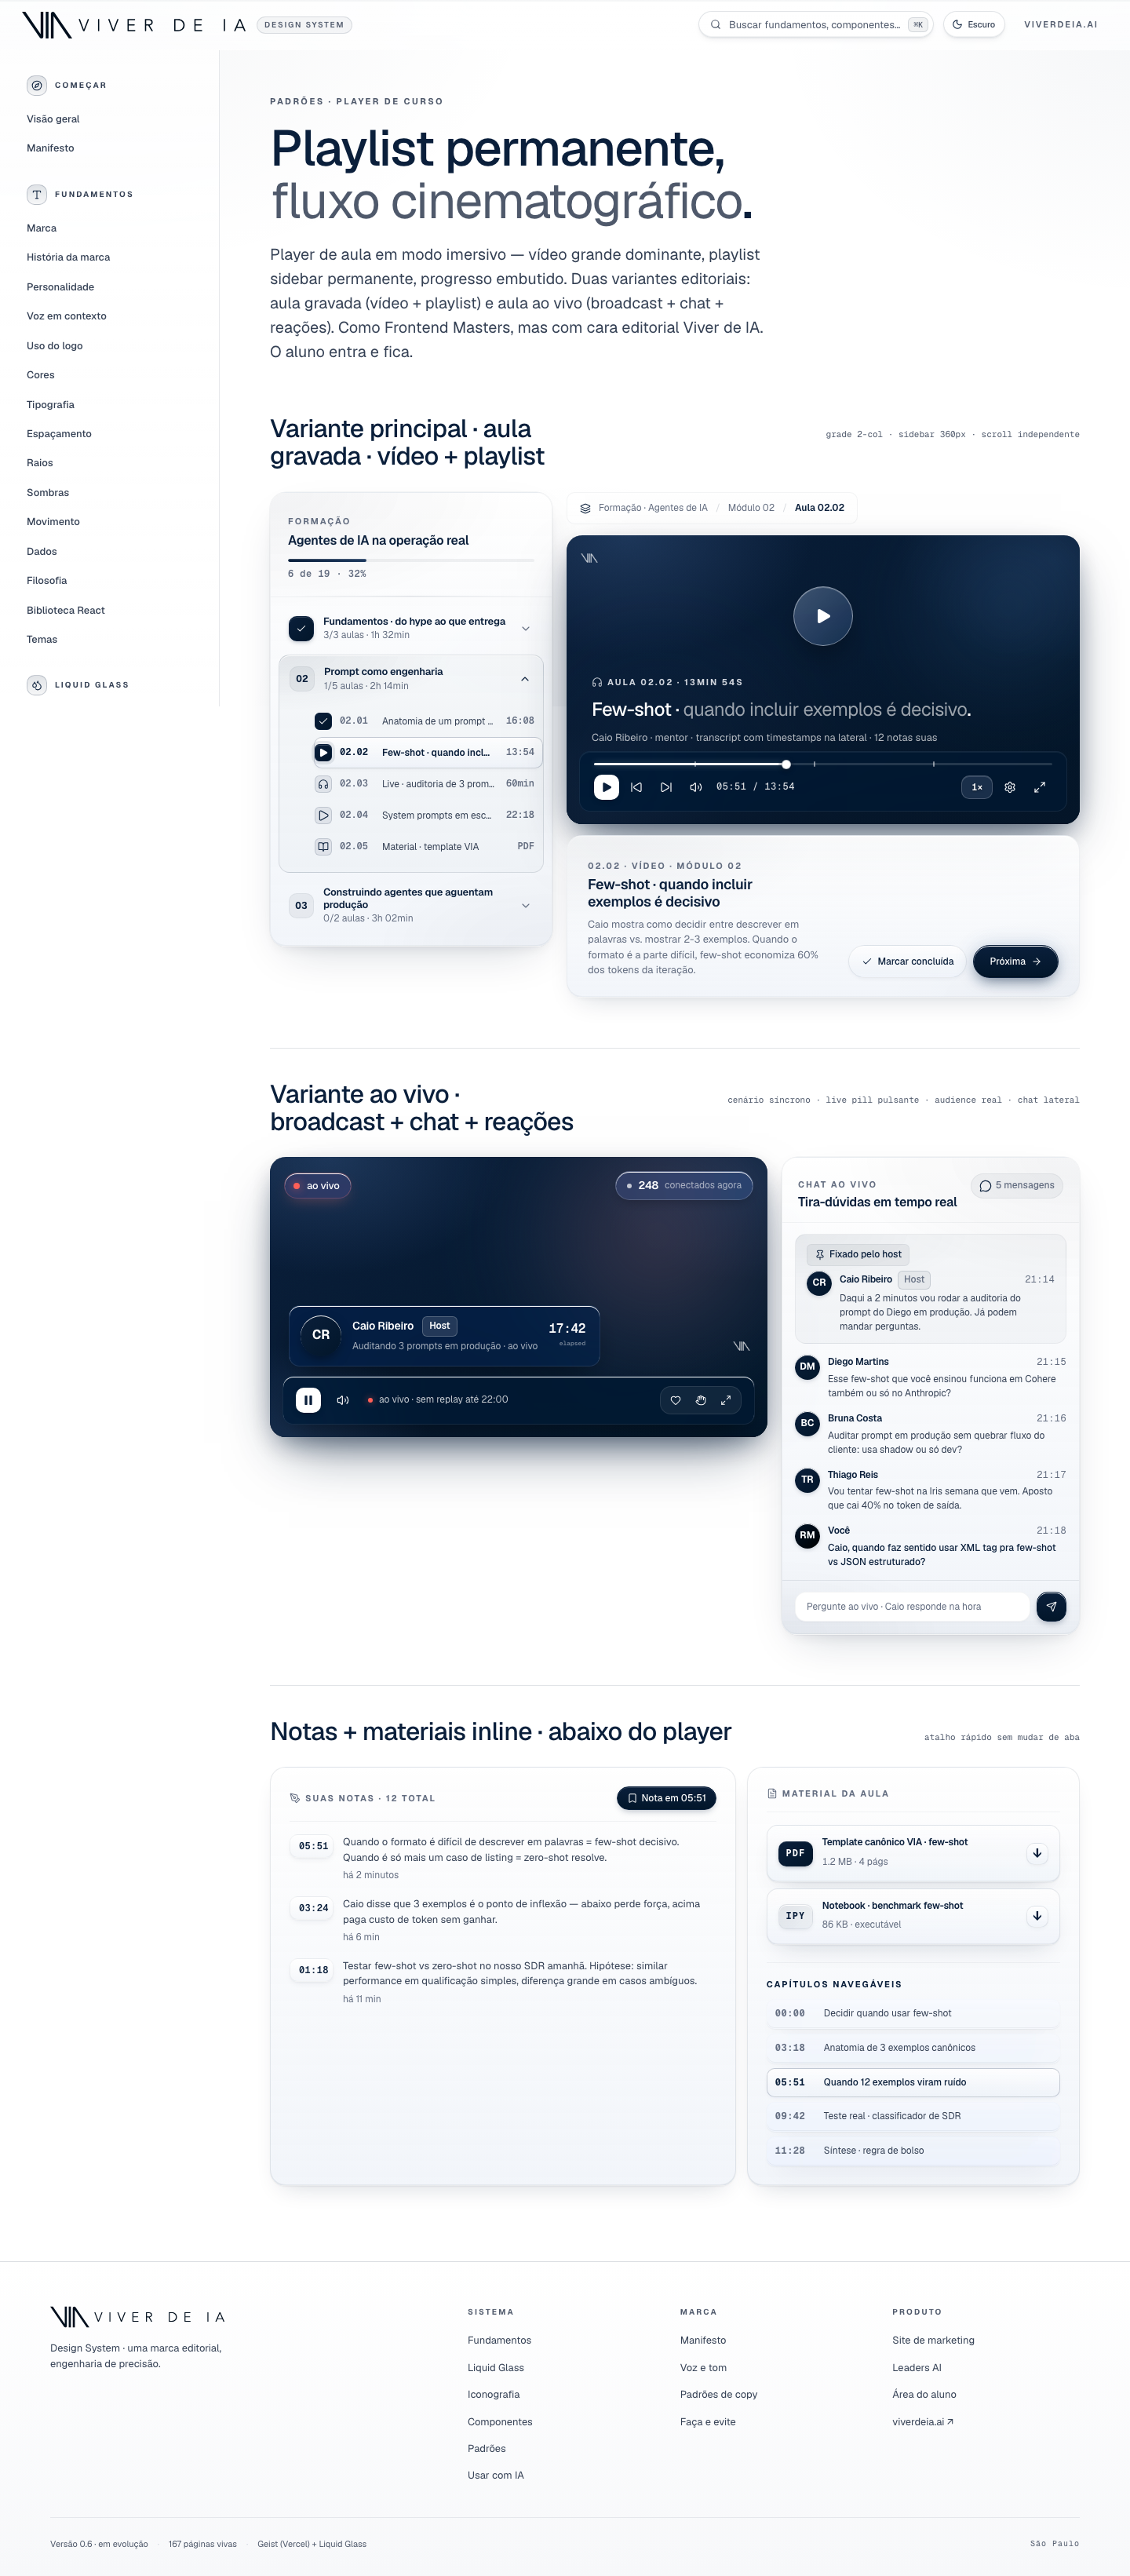 VIVER DE IA
DESIGN SYSTEM
Buscar fundamentos, componentes...
⌘K
Escuro
VIVERDEIA.AI
COMEÇAR
Visão geral
Manifesto
FUNDAMENTOS
Marca
História da marca
Personalidade
Voz em contexto
Uso do logo
Cores
Tipografia
Espaçamento
Raios
Sombras
Movimento
Dados
Filosofia
Biblioteca React
Temas
LIQUID GLASS
PADRÕES · PLAYER DE CURSO
Playlist permanente,
fluxo cinematográfico.
Player de aula em modo imersivo — vídeo grande dominante, playlist
sidebar permanente, progresso embutido. Duas variantes editoriais:
aula gravada (vídeo + playlist) e aula ao vivo (broadcast + chat +
reações). Como Frontend Masters, mas com cara editorial Viver de IA.
O aluno entra e fica.
Variante principal · aula
gravada · vídeo + playlist
grade 2-col · sidebar 360px · scroll independente
FORMAÇÃO
Agentes de IA na operação real
6 de 19 · 32%
Fundamentos · do hype ao que entrega
3/3 aulas · 1h 32min
02
Prompt como engenharia
1/5 aulas · 2h 14min
02.01 Anatomia de um prompt ... 16:08
02.02 Few-shot · quando incl... 13:54
02.03 Live · auditoria de 3 prom... 60min
02.04 System prompts em esc... 22:18
02.05 Material · template VIA PDF
03
Construindo agentes que aguentam
produção
0/2 aulas · 3h 02min
Formação · Agentes de IA / Módulo 02 / Aula 02.02
AULA 02.02 · 13MIN 54S
Few-shot · quando incluir exemplos é decisivo.
Caio Ribeiro · mentor · transcript com timestamps na lateral · 12 notas suas
05:51 / 13:54
1×
02.02 · VÍDEO · MÓDULO 02
Few-shot · quando incluir
exemplos é decisivo
Caio mostra como decidir entre descrever em
palavras vs. mostrar 2-3 exemplos. Quando o
formato é a parte difícil, few-shot economiza 60%
dos tokens da iteração.
Marcar concluída
Próxima
Variante ao vivo ·
broadcast + chat + reações
cenário síncrono · live pill pulsante · audience real · chat lateral
ao vivo
248 conectados agora
CR
Caio Ribeiro
Host
Auditando 3 prompts em produção · ao vivo
17:42
elapsed
ao vivo · sem replay até 22:00
CHAT AO VIVO
Tira-dúvidas em tempo real
5 mensagens
Fixado pelo host
CR
Caio Ribeiro Host 21:14
Daqui a 2 minutos vou rodar a auditoria do
prompt do Diego em produção. Já podem
mandar perguntas.
DM
Diego Martins 21:15
Esse few-shot que você ensinou funciona em Cohere
também ou só no Anthropic?
BC
Bruna Costa 21:16
Auditar prompt em produção sem quebrar fluxo do
cliente: usa shadow ou só dev?
TR
Thiago Reis 21:17
Vou tentar few-shot na Iris semana que vem. Aposto
que cai 40% no token de saída.
RM
Você 21:18
Caio, quando faz sentido usar XML tag pra few-shot
vs JSON estruturado?
Pergunte ao vivo · Caio responde na hora
Notas + materiais inline · abaixo do player
atalho rápido sem mudar de aba
SUAS NOTAS · 12 TOTAL
Nota em 05:51
05:51
Quando o formato é difícil de descrever em palavras = few-shot decisivo.
Quando é só mais um caso de listing = zero-shot resolve.
há 2 minutos
03:24
Caio disse que 3 exemplos é o ponto de inflexão — abaixo perde força, acima
paga custo de token sem ganhar.
há 6 min
01:18
Testar few-shot vs zero-shot no nosso SDR amanhã. Hipótese: similar
performance em qualificação simples, diferença grande em casos ambíguos.
há 11 min
MATERIAL DA AULA
PDF
Template canônico VIA · few-shot
1.2 MB · 4 págs
IPY
Notebook · benchmark few-shot
86 KB · executável
CAPÍTULOS NAVEGÁVEIS
00:00 Decidir quando usar few-shot
03:18 Anatomia de 3 exemplos canônicos
05:51 Quando 12 exemplos viram ruído
09:42 Teste real · classificador de SDR
11:28 Síntese · regra de bolso
VIVER DE IA
Design System · uma marca editorial,
engenharia de precisão.
SISTEMA
Fundamentos
Liquid Glass
Iconografia
Componentes
Padrões
Usar com IA
MARCA
Manifesto
Voz e tom
Padrões de copy
Faça e evite
PRODUTO
Site de marketing
Leaders AI
Área do aluno
viverdeia.ai ↗
Versão 0.6 · em evolução · 167 páginas vivas · Geist (Vercel) + Liquid Glass
São Paulo